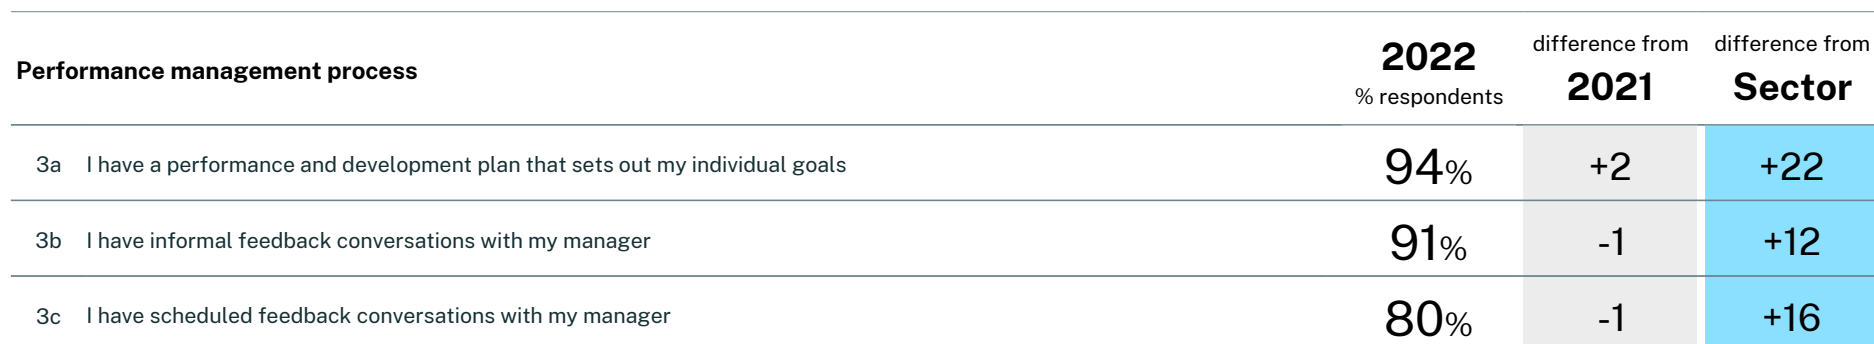 Performance management process
2022
% respondents
difference from
2021
difference from
Sector
3a I have a performance and development plan that sets out my individual goals 94% +2 +22
3b I have informal feedback conversations with my manager 91% -1 +12
3c I have scheduled feedback conversations with my manager 80% -1 +16